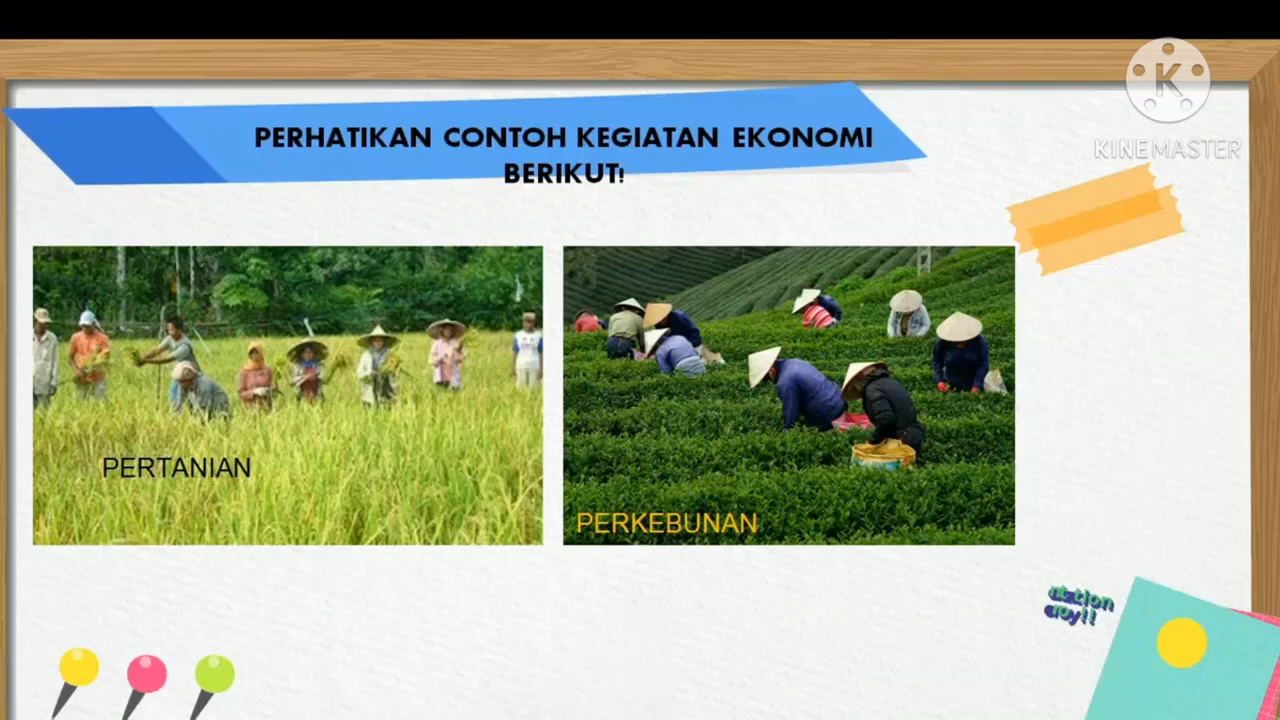 PERHATIKAN CONTOH KEGIATAN EKONOMI
BERIKUT!
K
KINEMASTER
PERTANIAN
PERKEBUNAN